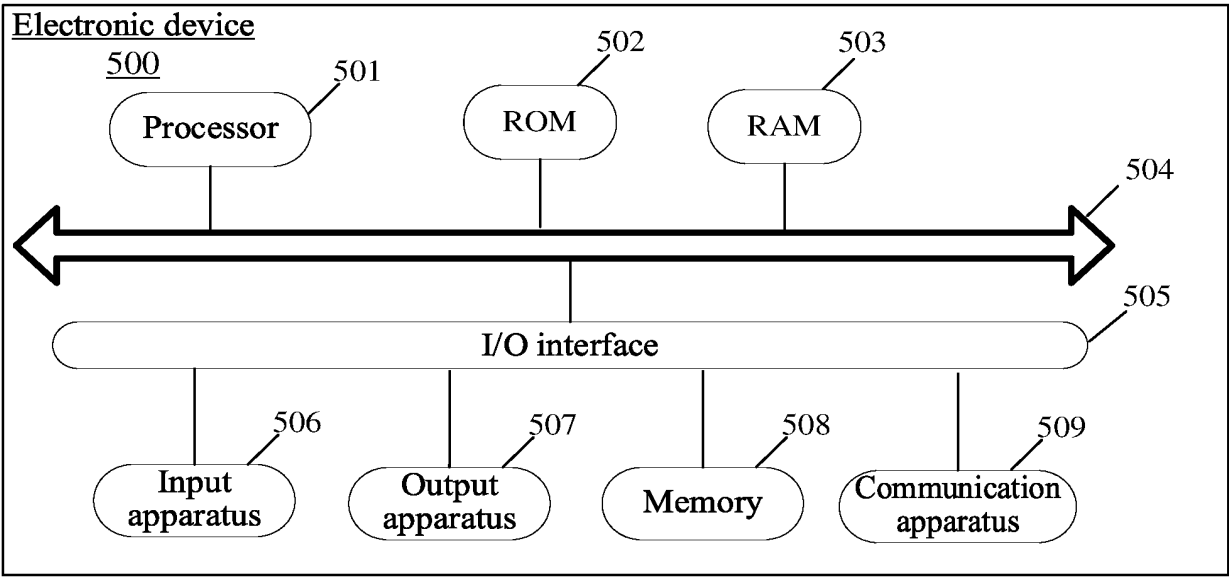 Electronic device
500
501
502
503
Processor
ROM
RAM
504
505
I/O interface
506
507
508
509
Input
apparatus
Output
apparatus
Memory
Communication
apparatus